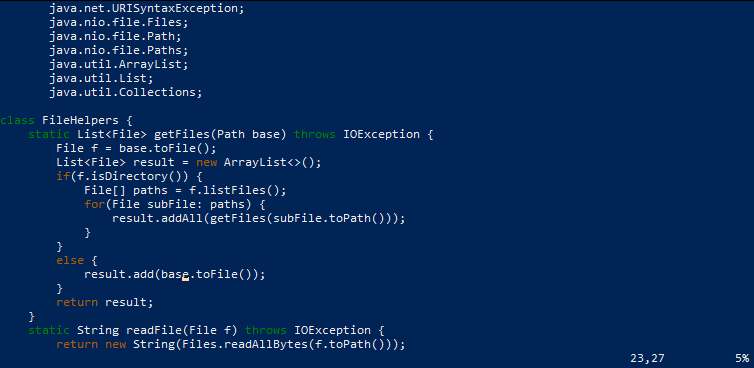 java.net.URISyntaxException;
       java.nio.file.Files;
       java.nio.file.Path;
       java.nio.file.Paths;
       java.util.ArrayList;
       java.util.List;
       java.util.Collections;

class FileHelpers {
    static List<File> getFiles(Path base) throws IOException {
        File f = base.toFile();
        List<File> result = new ArrayList<>();
        if(f.isDirectory()) {
            File[] paths = f.listFiles();
            for(File subFile: paths) {
                result.addAll(getFiles(subFile.toPath()));
            }
        }
        else {
            result.add(base.toFile());
        }
        return result;
    }
    static String readFile(File f) throws IOException {
        return new String(Files.readAllBytes(f.toPath()));
23,27 5%